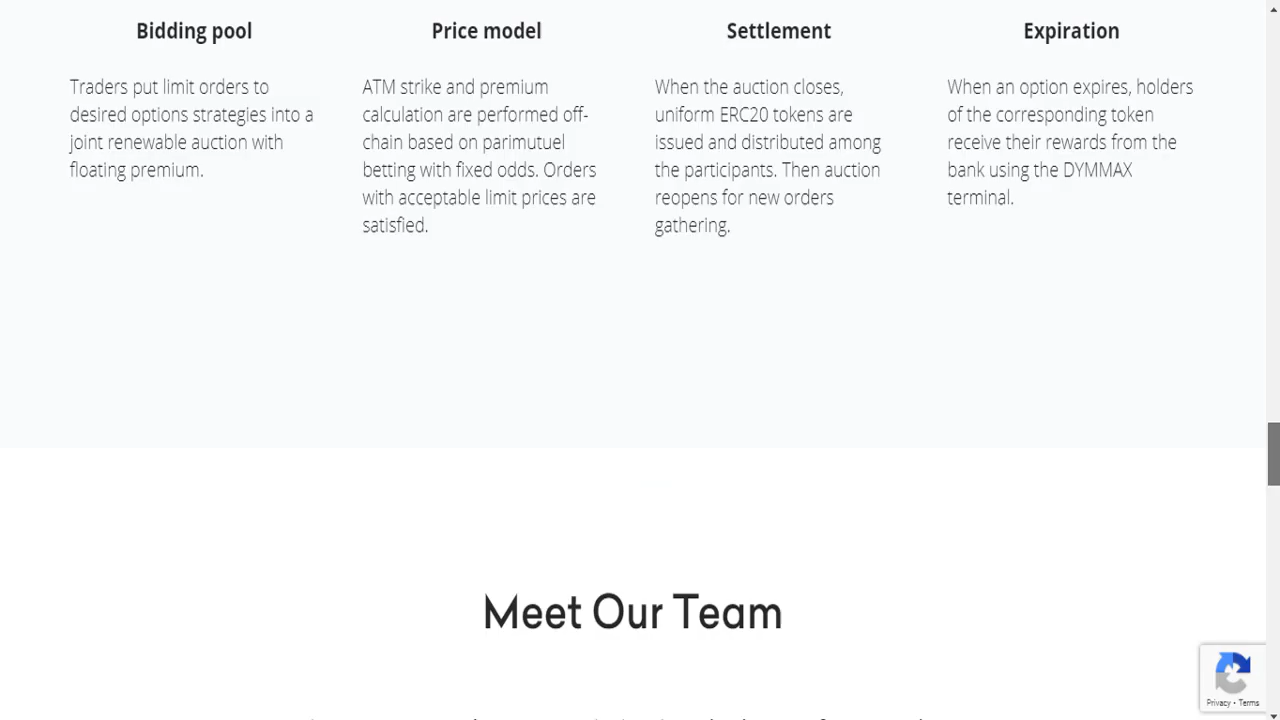 Bidding pool
Traders put limit orders to
desired options strategies into a
joint renewable auction with
floating premium.
Price model
ATM strike and premium
calculation are performed off-
chain based on parimutuel
betting with fixed odds. Orders
with acceptable limit prices are
satisfied.
Settlement
When the auction closes,
uniform ERC20 tokens are
issued and distributed among
the participants. Then auction
reopens for new orders
gathering.
Expiration
When an option expires, holders
of the corresponding token
receive their rewards from the
bank using the DYMMAX
terminal.
Meet Our Team
Privacy • Terms